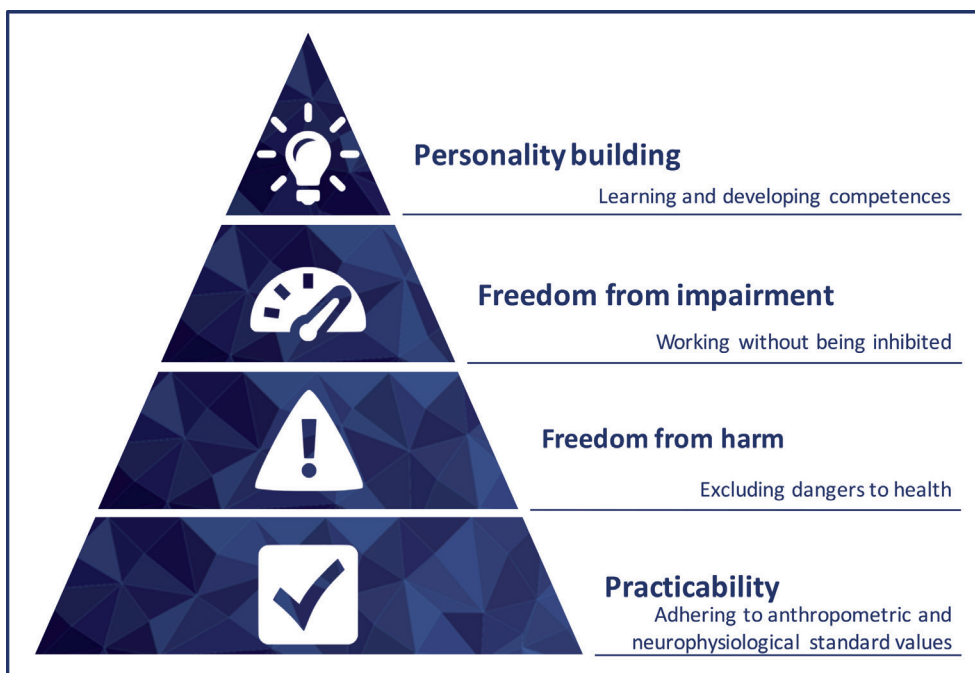 Personality building
Learning and developing competences
Freedom from impairment
Working without being inhibited
Freedom from harm
Excluding dangers to health
Practicability
Adhering to anthropometric and
neurophysiological standard values